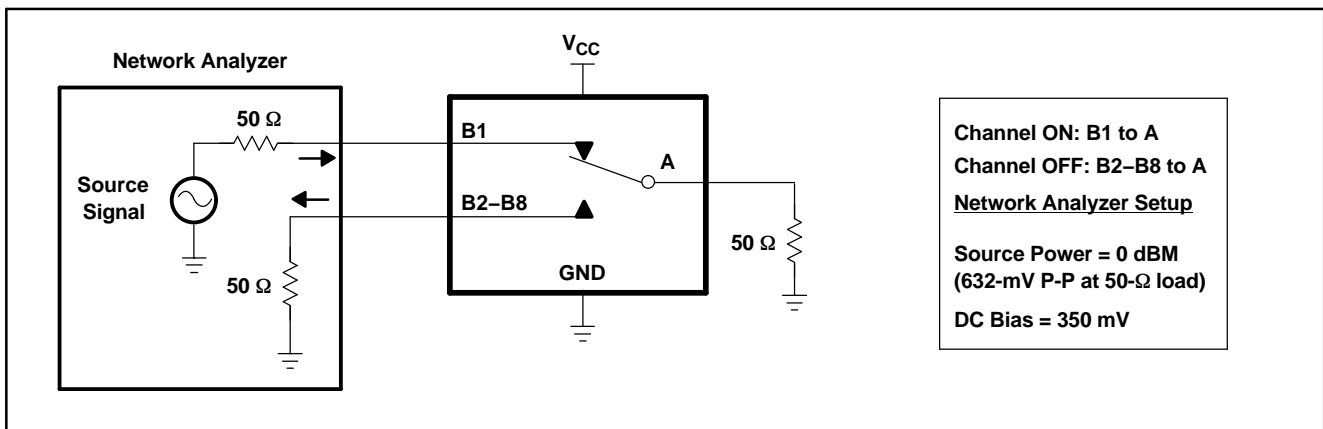 Network Analyzer
50 Ω
Source
Signal
50 Ω
VCC
B1
A
B2–B8
GND
50 Ω
Channel ON: B1 to A
Channel OFF: B2–B8 to A
Network Analyzer Setup
Source Power = 0 dBM
(632-mV P-P at 50-Ω load)
DC Bias = 350 mV